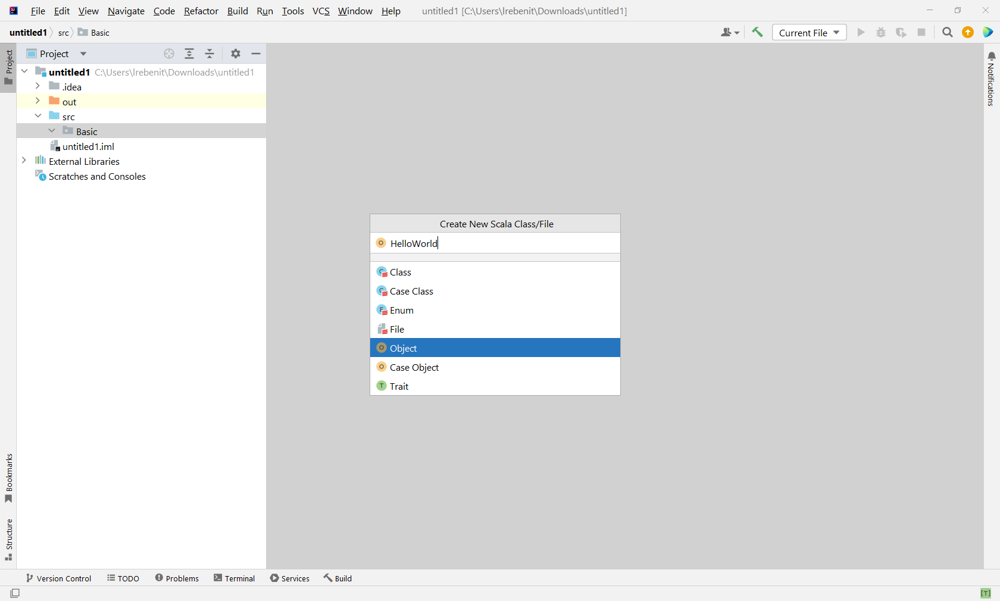 File Edit View Navigate Code Refactor Build Run Tools VCS Window Help untitled1 [C:\Users\lrebenit\Downloads\untitled1]
untitled1 src Basic
Current File
Project
Project
untitled1 C:\Users\lrebenit\Downloads\untitled1
.idea
out
src
Basic
untitled1.iml
External Libraries
Scratches and Consoles
Create New Scala Class/File
HelloWorld
Class
Case Class
Enum
File
Object
Case Object
Trait
Notifications
Bookmarks
Structure
Version Control TODO Problems Terminal Services Build
[T]